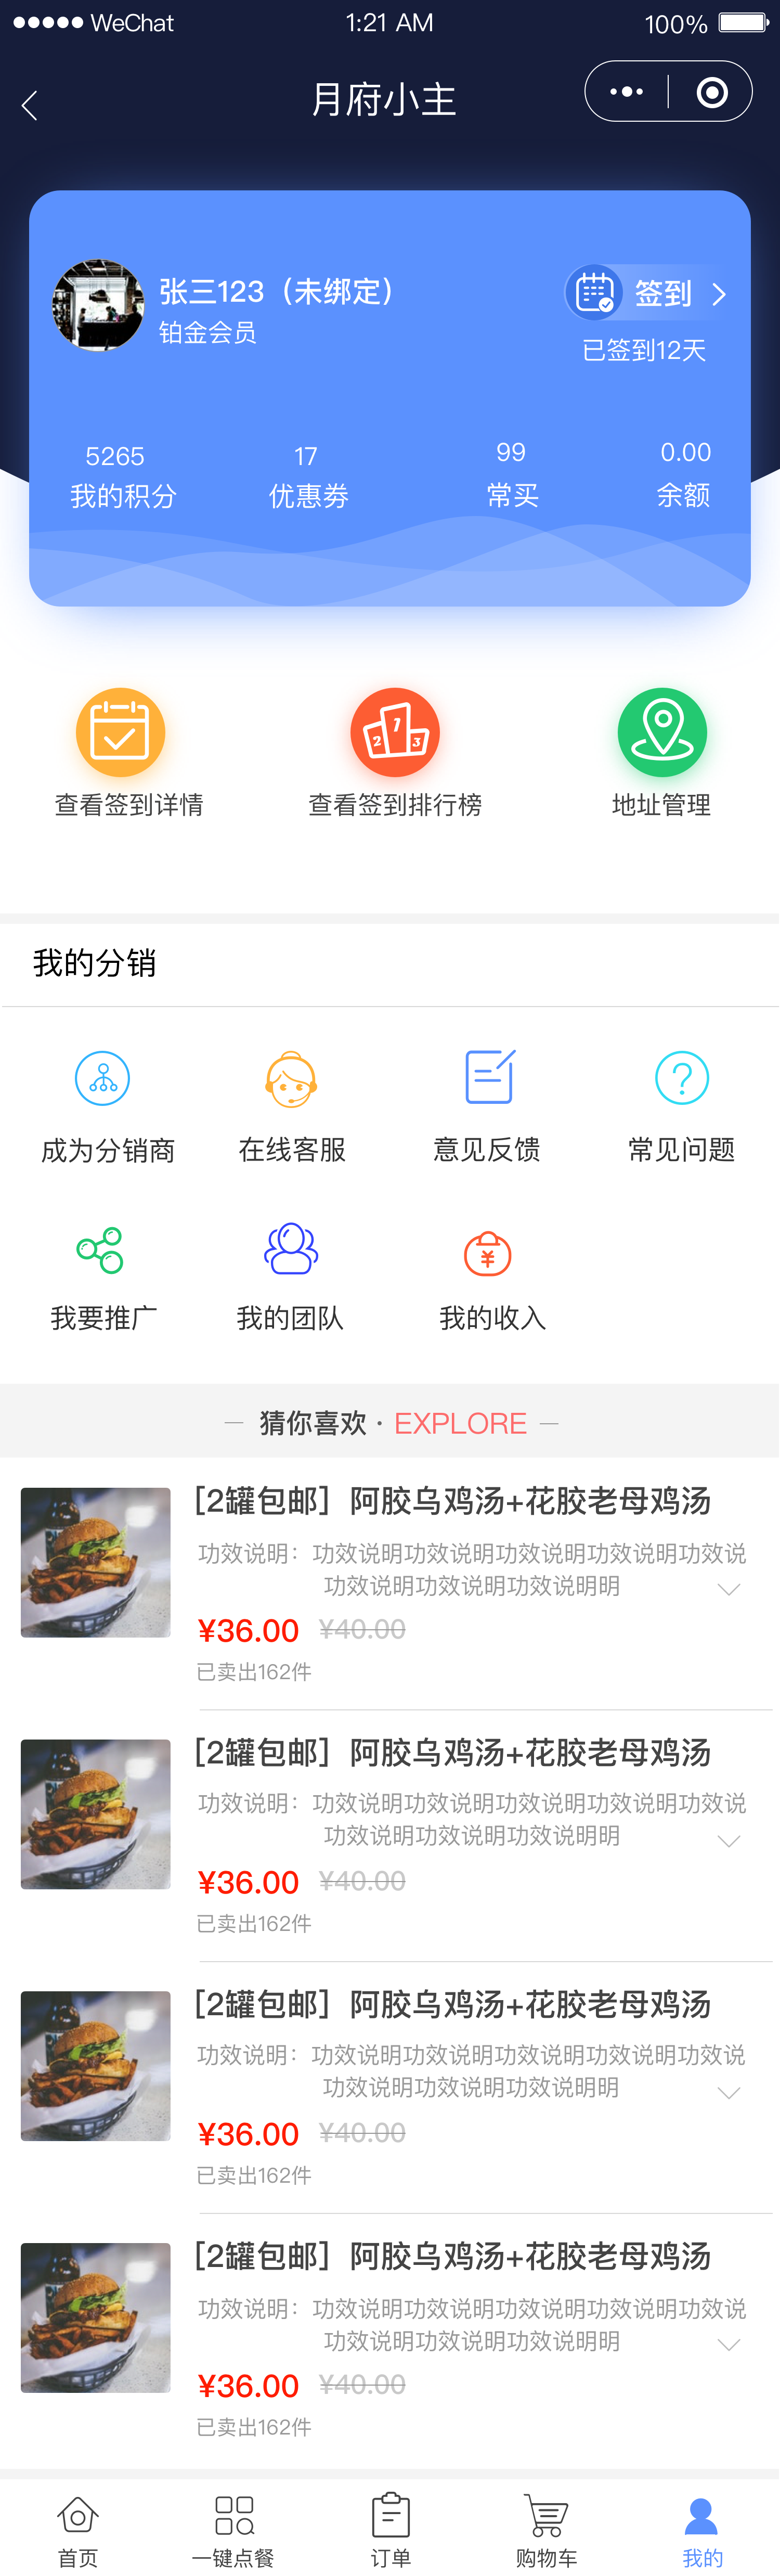 WeChat 1:21 AM 100%
月府小主
张三123（未绑定）
签到
铂金会员
已签到12天
5265 17 99 0.00
我的积分 优惠劵 常买 余额
查看签到详情 查看签到排行榜 地址管理
我的分销
成为分销商 在线客服 意见反馈 常见问题
我要推广 我的团队 我的收入
猜你喜欢 · EXPLORE
［2罐包邮］阿胶乌鸡汤+花胶老母鸡汤
功效说明：功效说明功效说明功效说明功效说明功效说
功效说明功效说明功效说明明
¥36.00 ¥40.00
已卖出162件
［2罐包邮］阿胶乌鸡汤+花胶老母鸡汤
功效说明：功效说明功效说明功效说明功效说明功效说
功效说明功效说明功效说明明
¥36.00 ¥40.00
已卖出162件
［2罐包邮］阿胶乌鸡汤+花胶老母鸡汤
功效说明：功效说明功效说明功效说明功效说明功效说
功效说明功效说明功效说明明
¥36.00 ¥40.00
已卖出162件
［2罐包邮］阿胶乌鸡汤+花胶老母鸡汤
功效说明：功效说明功效说明功效说明功效说明功效说
功效说明功效说明功效说明明
¥36.00 ¥40.00
已卖出162件
首页 一键点餐 订单 购物车 我的